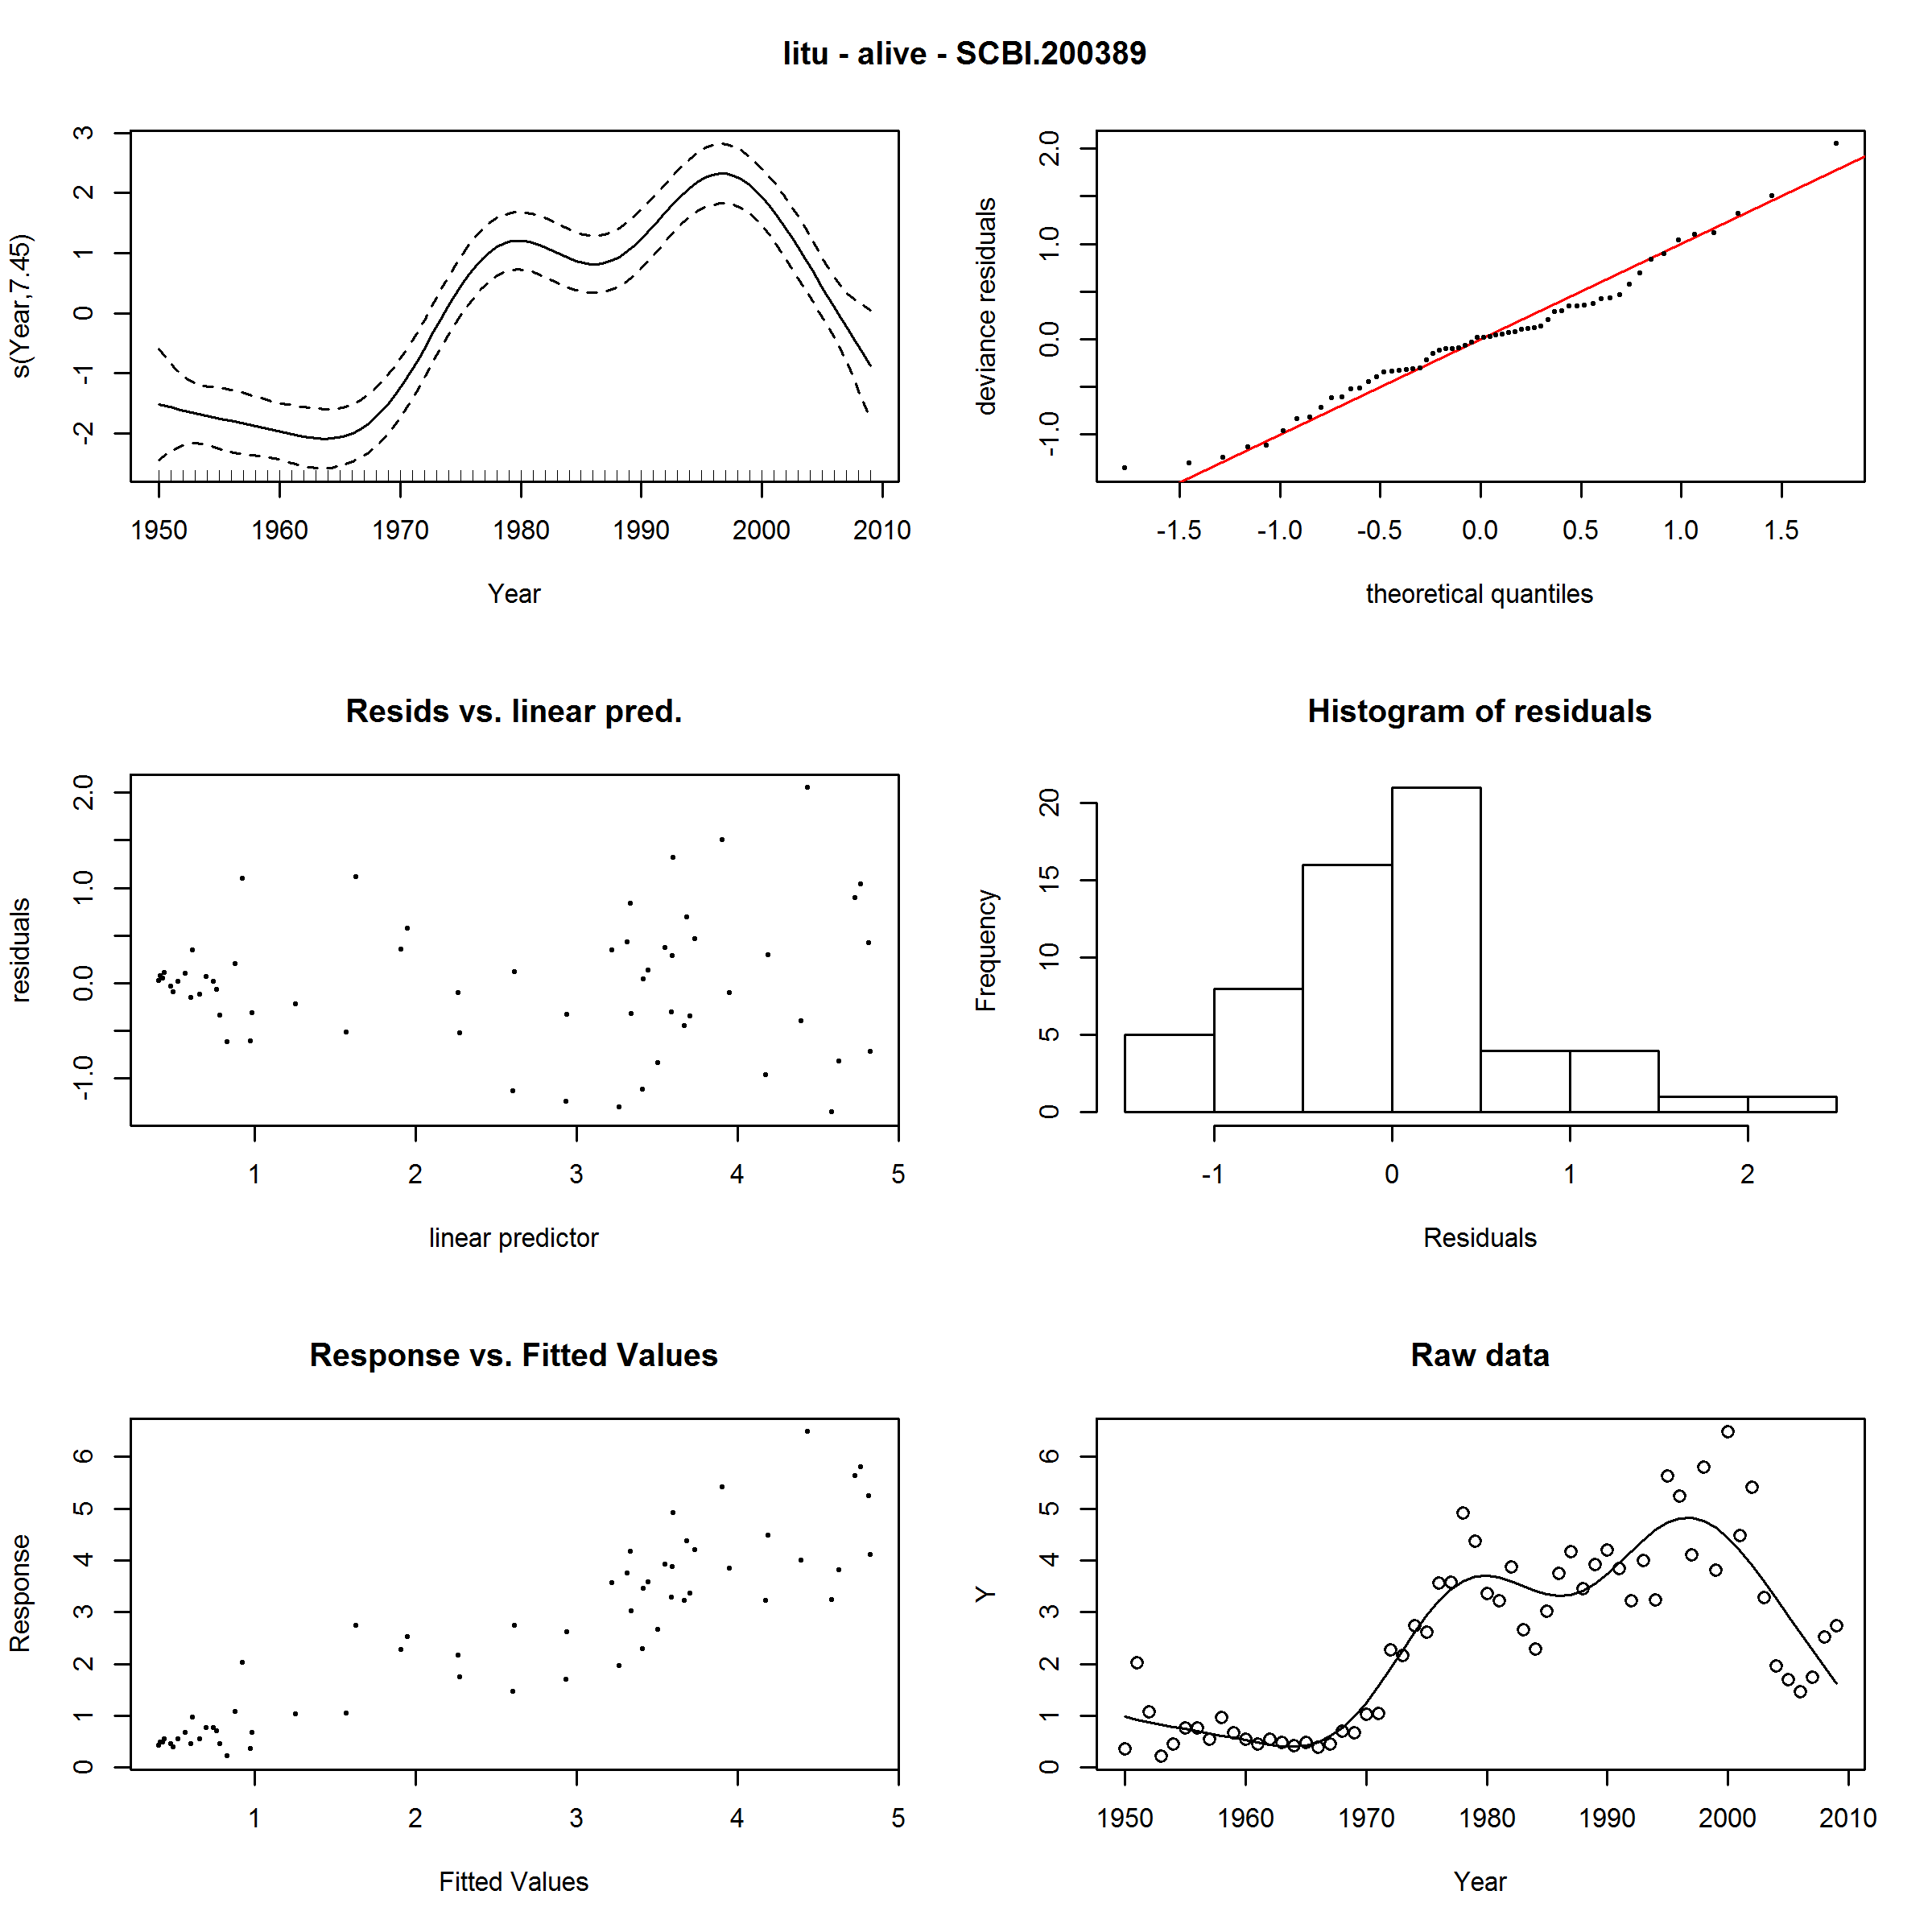 litu - alive - SCBI.200389
s(Year,7.45)
3
2
1
0
-1
-2
1950 1960 1970 1980 1990 2000 2010
Year
deviance residuals
2.0
1.0
0.0
-1.0
-1.5 -1.0 -0.5 0.0 0.5 1.0 1.5
theoretical quantiles
Resids vs. linear pred.
residuals
2.0
1.0
0.0
-1.0
1 2 3 4 5
linear predictor
Histogram of residuals
Frequency
20
15
10
5
0
-1 0 1 2
Residuals
Response vs. Fitted Values
Response
6
5
4
3
2
1
0
1 2 3 4 5
Fitted Values
Raw data
Y
6
5
4
3
2
1
0
1950 1960 1970 1980 1990 2000 2010
Year